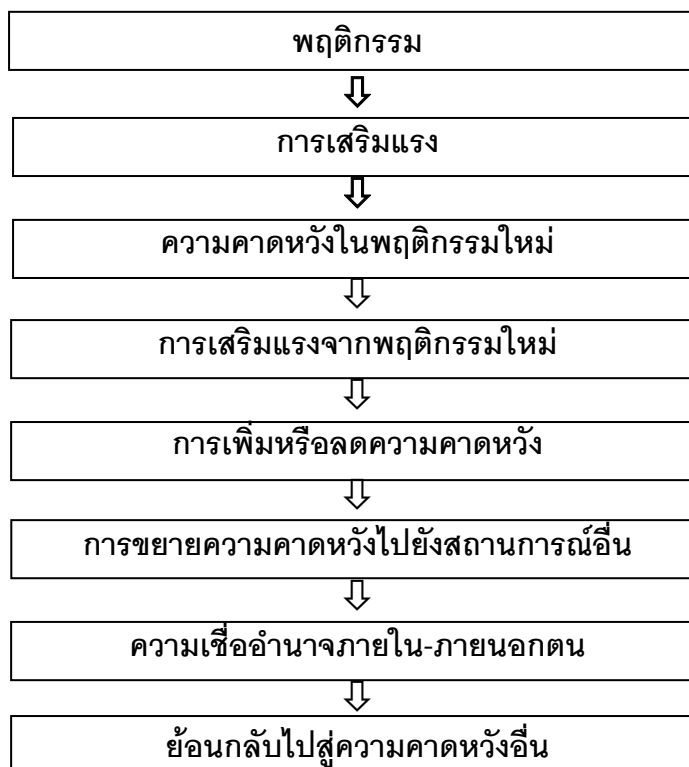 พฤติกรรม
การเสริมแรง
ความคาดหวังในพฤติกรรมใหม่
การเสริมแรงจากพฤติกรรมใหม่
การเพิ่มหรือลดความคาดหวัง
การขยายความคาดหวังไปยังสถานการณ์อื่น
ความเชื่ออำนาจภายใน-ภายนอกตน
ย้อนกลับไปสู่ความคาดหวังอื่น